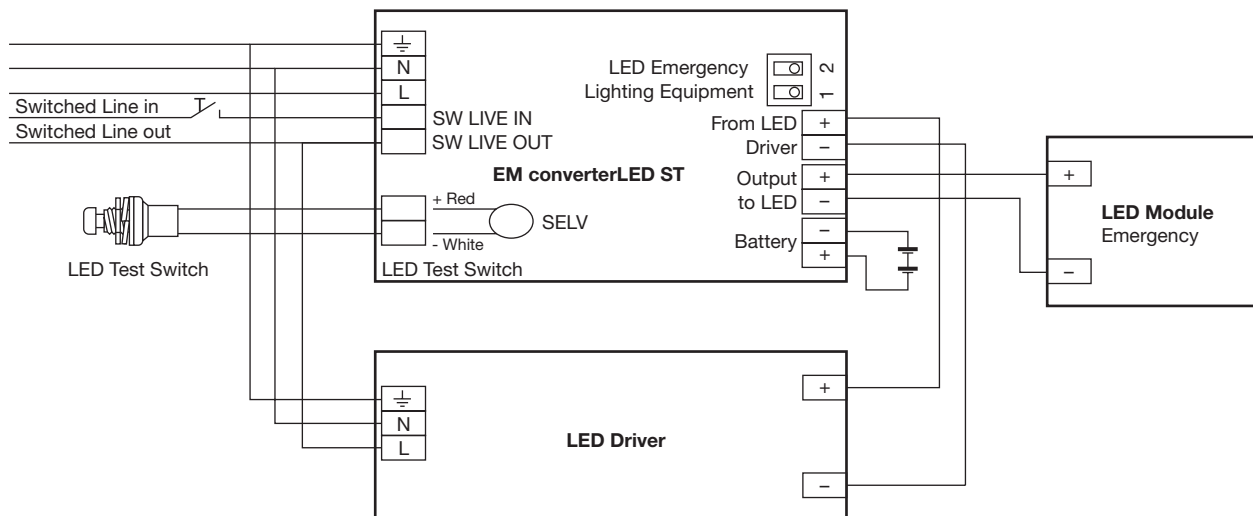 N
L
Switched Line in
Switched Line out
SW LIVE IN
SW LIVE OUT
LED Emergency
Lighting Equipment
2
1
From LED
Driver
+
−
EM converterLED ST
Output
to LED
+
−
+ Red
- White
SELV
Battery
−
+
LED Test Switch
LED Test Switch
+
−
LED Module
Emergency
N
L
LED Driver
+
−